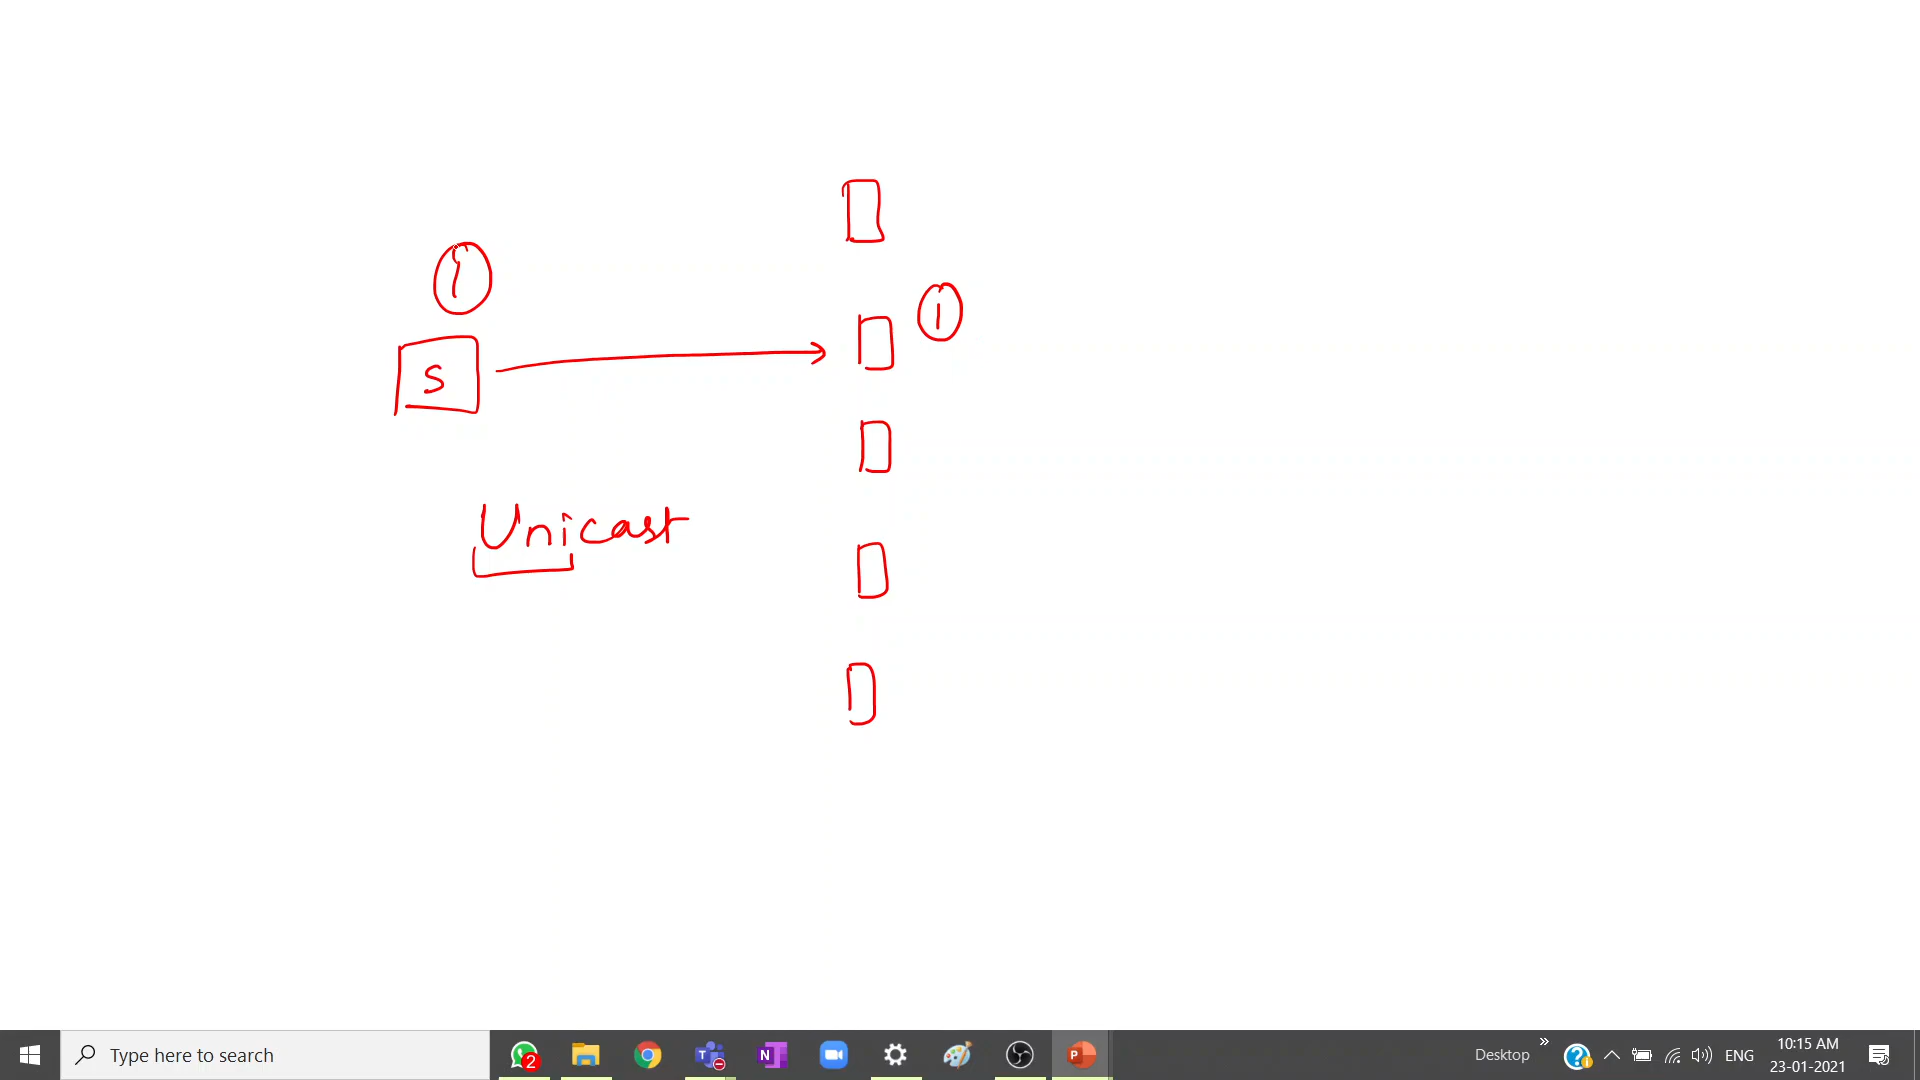 1
1
S
Unicast
Type here to search
2
T
N
P
Desktop
ENG
10:15 AM
23-01-2021